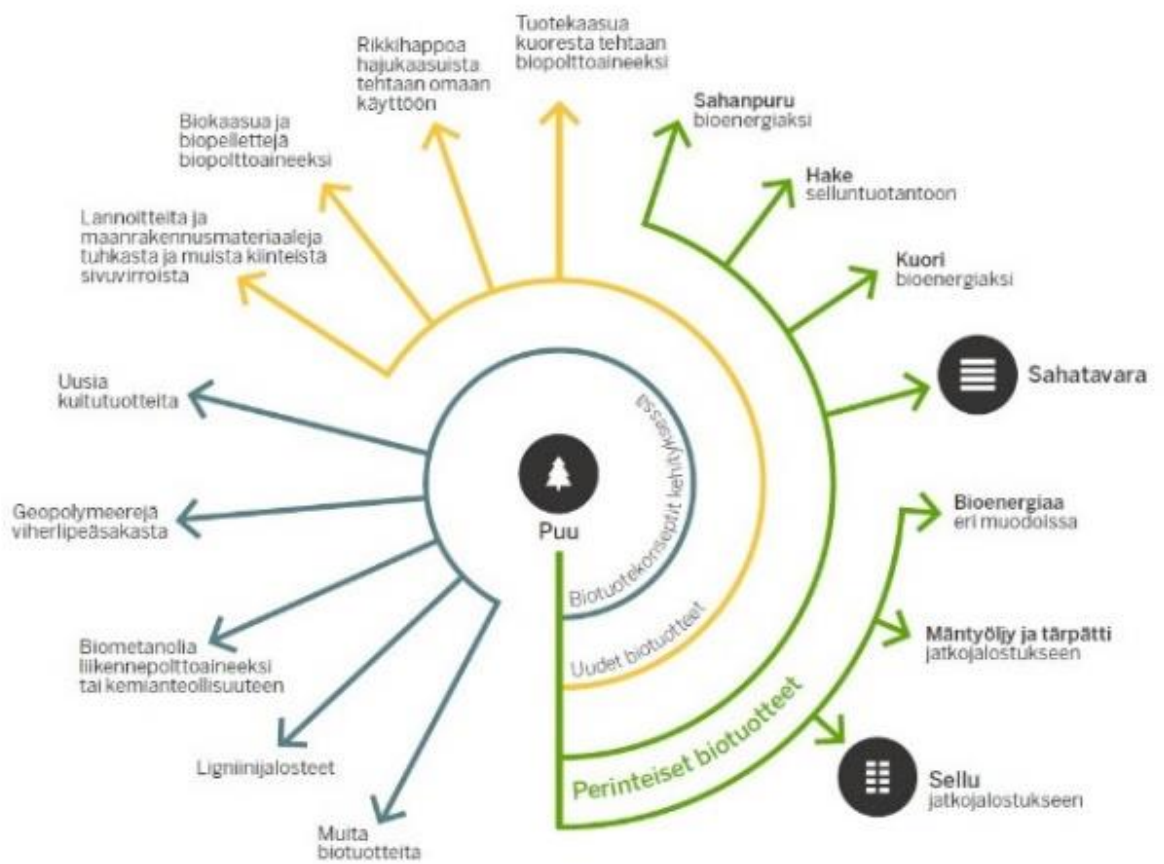 Tuotekaasua
kuoresta tehtaan
biopolttoaineeksi
Rikkihappoa
hajukaasuista
tehtaan omaan
käyttöön
Biokaasua ja
biopellettejä
biopolttoaineeksi
Lannoitteita ja
maanrakennusmateriaaleja
tuhkasta ja muista kiinteistä
sivuvirroista
Uusia
kuitutuotteita
Geopolymeerejä
viherlipeäsakasta
Biometanolia
liikennepolttoaineeksi
tai kemianteollisuuteen
Ligniinijalosteet
Muita
biotuotteita
Sahanpuru
bioenergiaksi
Hake
selluntuotantoon
Kuori
bioenergiaksi
Sahatavara
Bioenergiaa
eri muodoissa
Mäntyöljy ja tärpätti
jatkojalostukseen
Sellu
jatkojalostukseen
Puu
Biotuotekonseptit kehityksessä
Uudet biotuotteet
Perinteiset biotuotteet